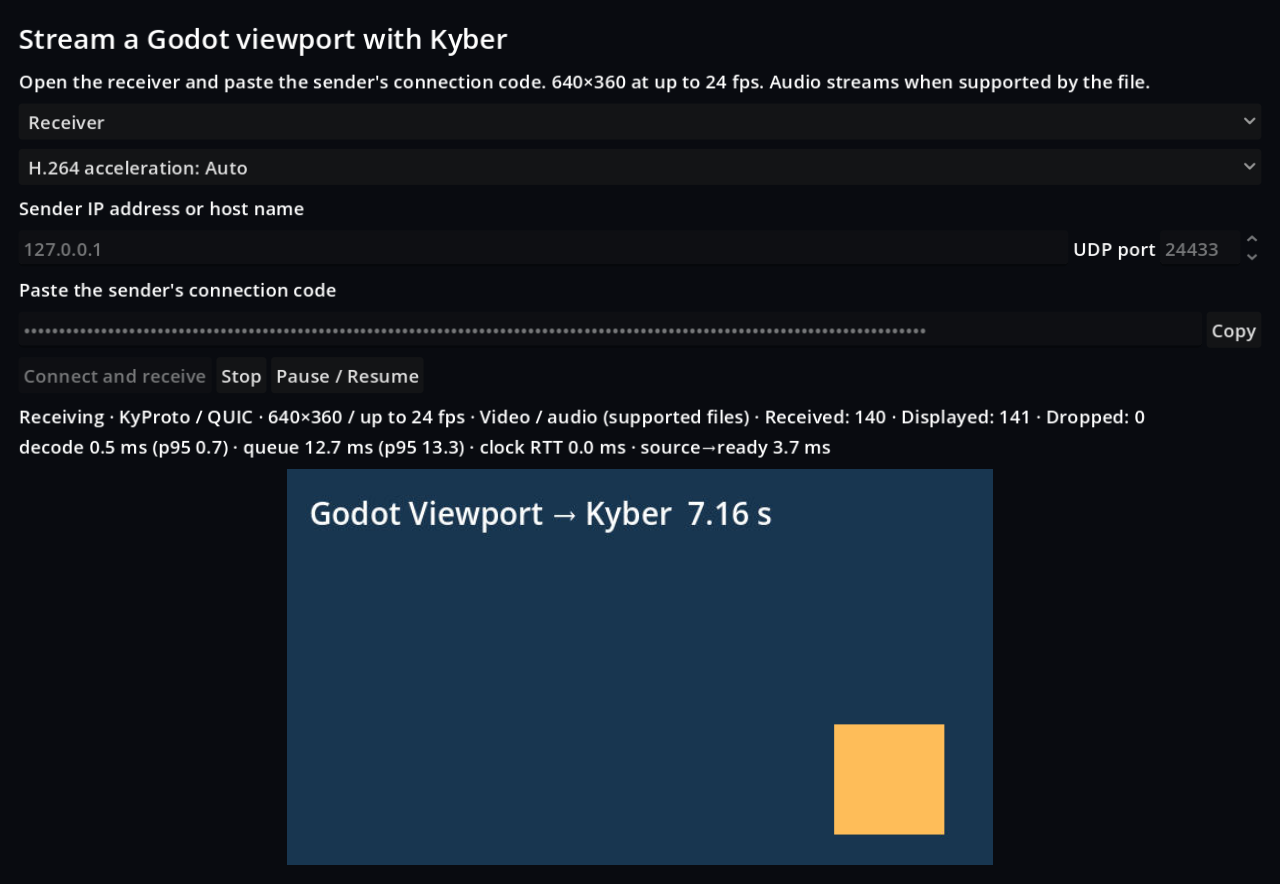 Stream a Godot viewport with Kyber
Open the receiver and paste the sender's connection code. 640×360 at up to 24 fps. Audio streams when supported by the file.
Receiver
H.264 acceleration: Auto
Sender IP address or host name
127.0.0.1 UDP port 24433
Paste the sender's connection code
Copy
Connect and receive Stop Pause / Resume
Receiving · KyProto / QUIC · 640×360 / up to 24 fps · Video / audio (supported files) · Received: 140 · Displayed: 141 · Dropped: 0
decode 0.5 ms (p95 0.7) · queue 12.7 ms (p95 13.3) · clock RTT 0.0 ms · source→ready 3.7 ms
Godot Viewport → Kyber 7.16 s